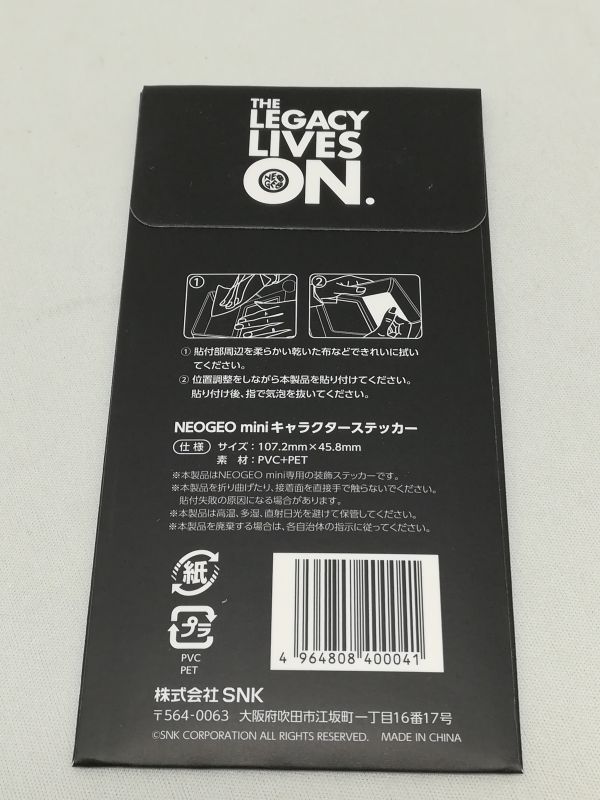 THE
LEGACY
LIVES
ON.
NEO
GEO
①
②
① 貼付部周辺を柔らかい乾いた布などできれいに拭い
てください。
② 位置調整をしながら本製品を貼り付けてください。
貼り付け後、指で気泡を抜いてください。
NEOGEO mini キャラクターステッカー
仕様 サイズ：107.2mm×45.8mm
素 材：PVC+PET
※本製品はNEOGEO mini専用の装飾ステッカーです。
※本製品を折り曲げたり、接着面を直接手で触らないでください。
貼付失敗の原因になる場合があります。
※本製品は高温、多湿、直射日光を避けて保管してください。
※本製品を廃棄する場合は、各自治体の指示に従ってください。
紙
プラ
PVC
PET
4 964808 400041
株式会社 SNK
〒564-0063 大阪府吹田市江坂町一丁目16番17号
©SNK CORPORATION ALL RIGHTS RESERVED. MADE IN CHINA